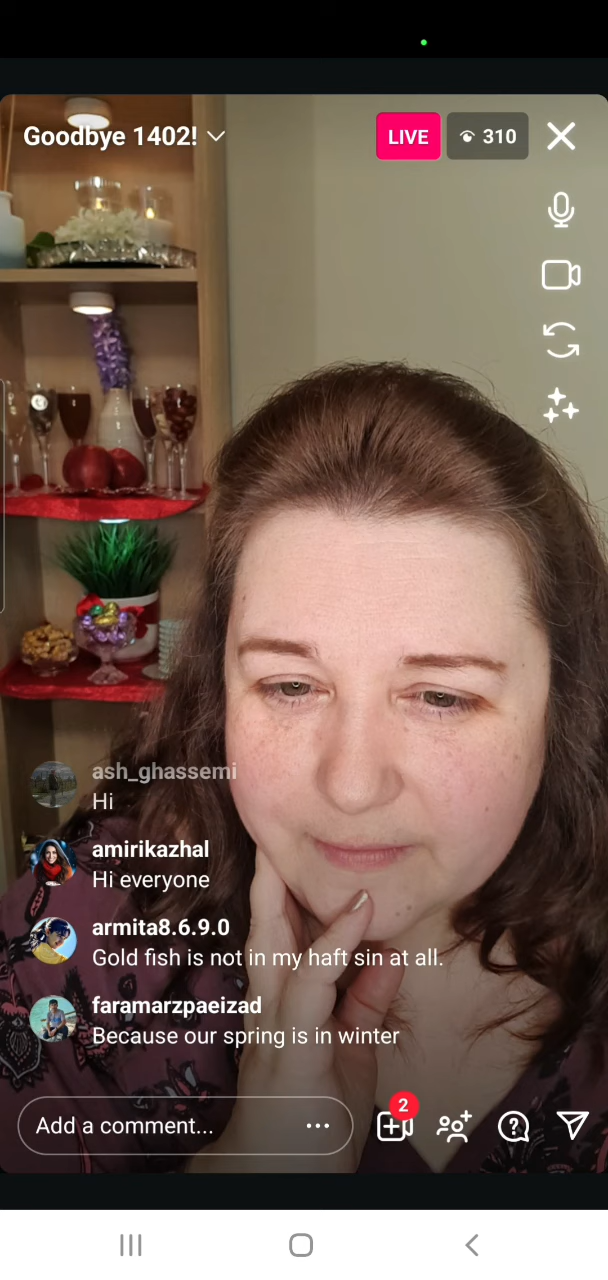 Goodbye 1402!
LIVE
310
ash_ghassemi
Hi
amirikazhal
Hi everyone
armita8.6.9.0
Gold fish is not in my haft sin at all.
faramarzpaeizad
Because our spring is in winter
2
Add a comment...